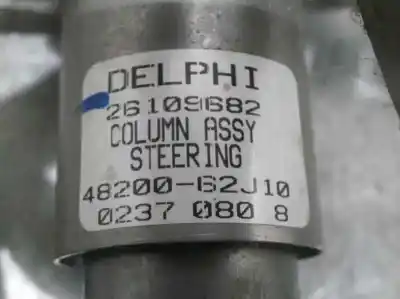 DELPHI
26109682
COLUMN ASSY
STEERING
48200-62J10
0237 080 8